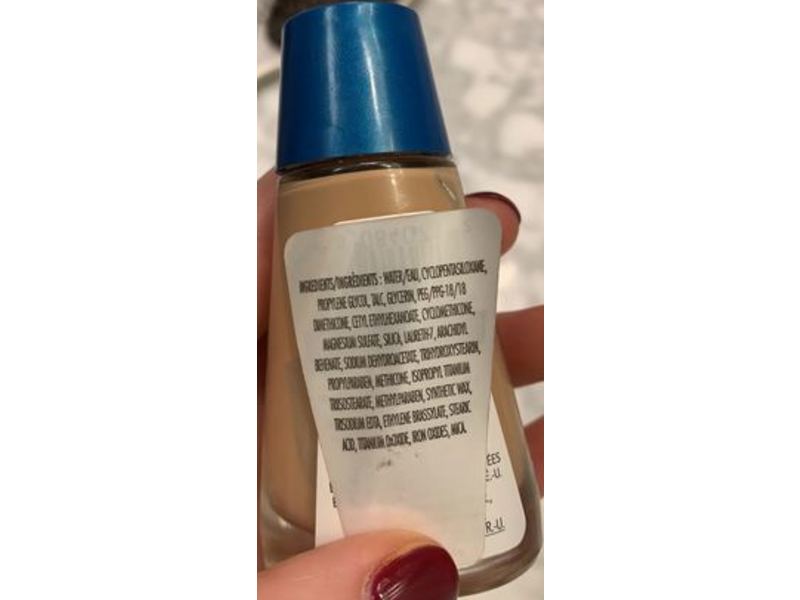 INGREDIENTS/INGRÉDIENTS : WATER/EAU, CYCLOPENTASILOXANE,
PROPYLENE GLYCOL, TALC, GLYCERIN, PEG/PPG-18/18
DIMETHICONE, CETYL ETHYLHEXANOATE, CYCLOMETHICONE,
MAGNESIUM SULFATE, SILICA, LAURETH-7, ARACHIDYL
BEHENATE, SODIUM DEHYDROACETATE, TRIHYDROXYSTEARIN,
PROPYLPARABEN, METHICONE, ISOPROPYL TITANIUM
TRIISOSTEARATE, METHYLPARABEN, SYNTHETIC WAX,
TRISODIUM EDTA, ETHYLENE BRASSYLATE, STEARIC
ACID, TITANIUM DIOXIDE, IRON OXIDES, MICA.
ÉES
É.-U.
R.-U.